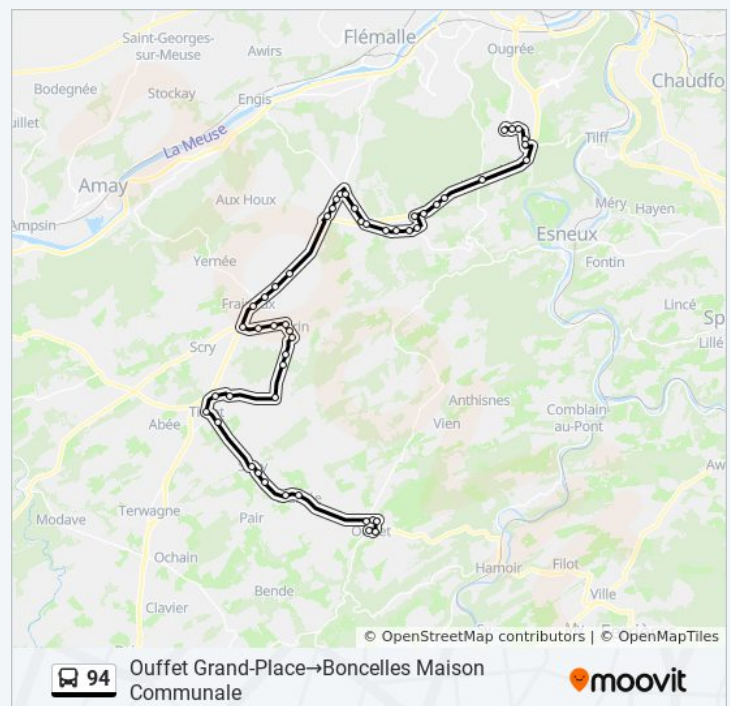 Saint-Georges-
sur-Meuse
Flémalle
Awirs
Ougrée
Chaudfo
Bodegnée
Stockay
Engis
uillet
La Meuse
Tilff
Amay
Aux Houx
Méry
Hayen
Ampsin
Esneux
Yernée
Fontin
Lincé
Sp
Scry
Lillé
Anthisnes
Comblain
au-Pont
Abée
Vien
Aw
Terwagne
Modave
Pair
Ochain
Hamoir
Filot
Bende
Ville
Clavier
© OpenStreetMap contributors | © OpenMapTiles
94
Ouffet Grand-Place→Boncelles Maison
Communale
moovit